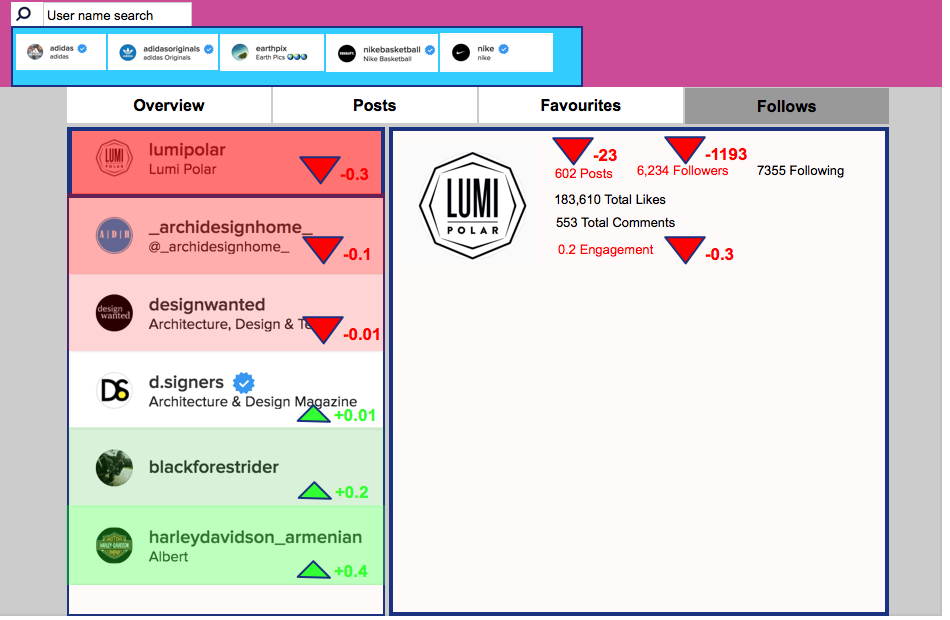 User name search
adidas
adidas
adidasoriginals
adidas Originals
earthpix
Earth Pics
nikebasketball
Nike Basketball
nike
nike
Overview
Posts
Favourites
Follows
LUMI
POLAR
lumipolar
Lumi Polar
-0.3
A|D|H
_archidesignhome_
@_archidesignhome_
-0.1
design
wanted
designwanted
Architecture, Design & Te
-0.01
DS
d.signers
Architecture & Design Magazine
+0.01
blackforestrider
+0.2
harleydavidson_armenian
Albert
+0.4
LUMI
POLAR
-23
602 Posts
-1193
6,234 Followers
7355 Following
183,610 Total Likes
553 Total Comments
0.2 Engagement
-0.3